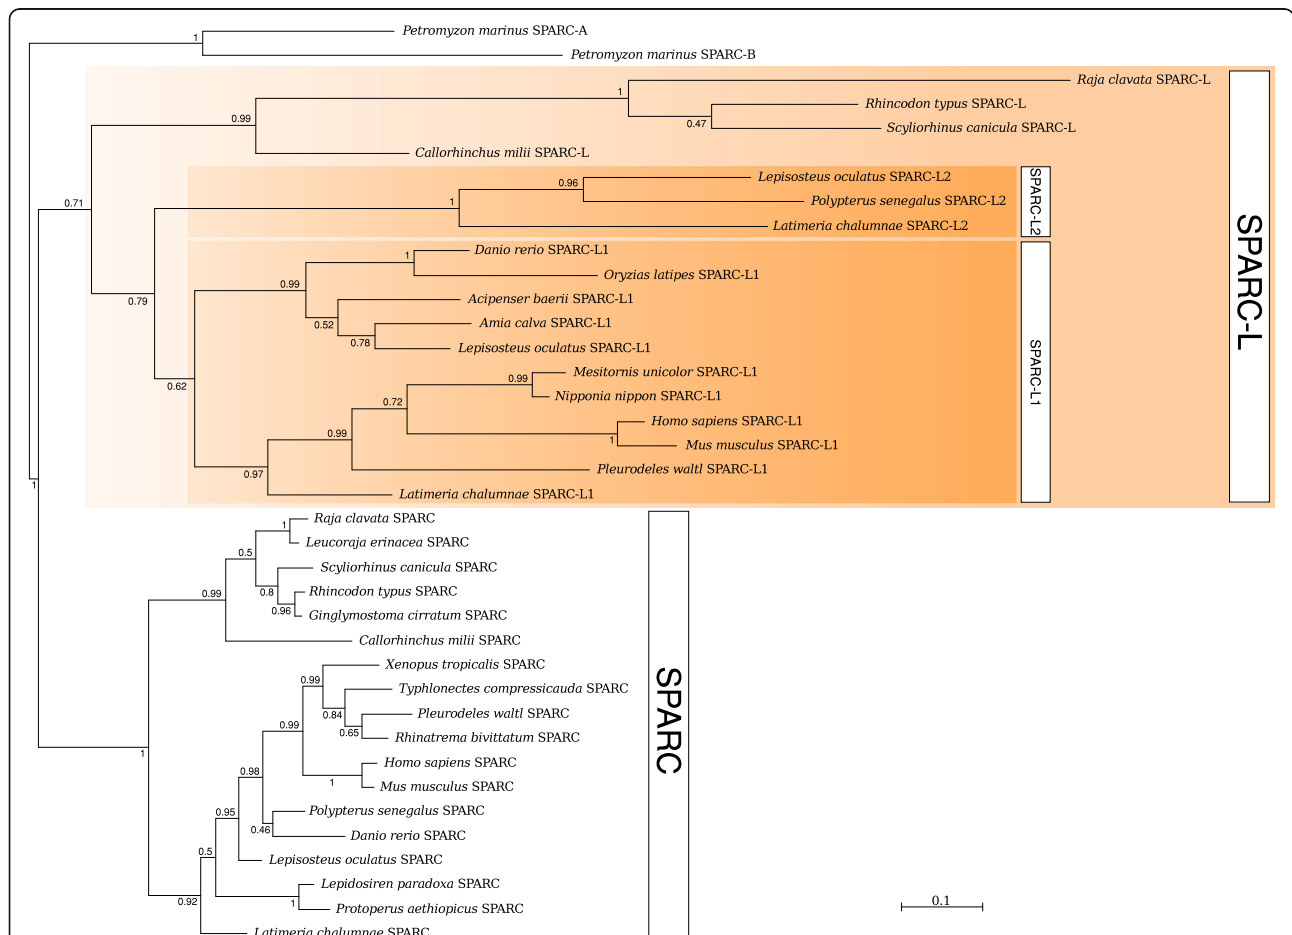 Petromyzon marinus SPARC-A
1
Petromyzon marinus SPARC-B
Raja clavata SPARC-L
1
Rhincodon typus SPARC-L
0.99
0.47
Scyliorhinus canicula SPARC-L
Callorhinchus milii SPARC-L
Lepisosteus oculatus SPARC-L2
0.96
Polypterus senegalus SPARC-L2
1
0.71
Latimeria chalumnae SPARC-L2
SPARC-L2
Danio rerio SPARC-L1
1
Oryzias latipes SPARC-L1
0.99
Acipenser baerii SPARC-L1
0.79
0.52
Amia calva SPARC-L1
0.78
Lepisosteus oculatus SPARC-L1
SPARC-L
SPARC-L1
Mesitornis unicolor SPARC-L1
0.99
0.62
Nipponia nippon SPARC-L1
0.72
Homo sapiens SPARC-L1
0.99
1
Mus musculus SPARC-L1
Pleurodeles waltl SPARC-L1
0.97
1
Latimeria chalumnae SPARC-L1
Raja clavata SPARC
1
Leucoraja erinacea SPARC
0.5
Scyliorhinus canicula SPARC
0.99
0.8
Rhincodon typus SPARC
0.96
Ginglymostoma cirratum SPARC
Callorhinchus milii SPARC
Xenopus tropicalis SPARC
0.99
Typhlonectes compressicauda SPARC
0.84
Pleurodeles waltl SPARC
0.99
0.65
Rhinatrema bivittatum SPARC
SPARC
1
Homo sapiens SPARC
0.98
1
Mus musculus SPARC
Polypterus senegalus SPARC
0.95
0.46
Danio rerio SPARC
0.5
Lepisosteus oculatus SPARC
Lepidosiren paradoxa SPARC
0.92
1
Protopterus aethiopicus SPARC
0.1
Latimeria chalumnae SPARC